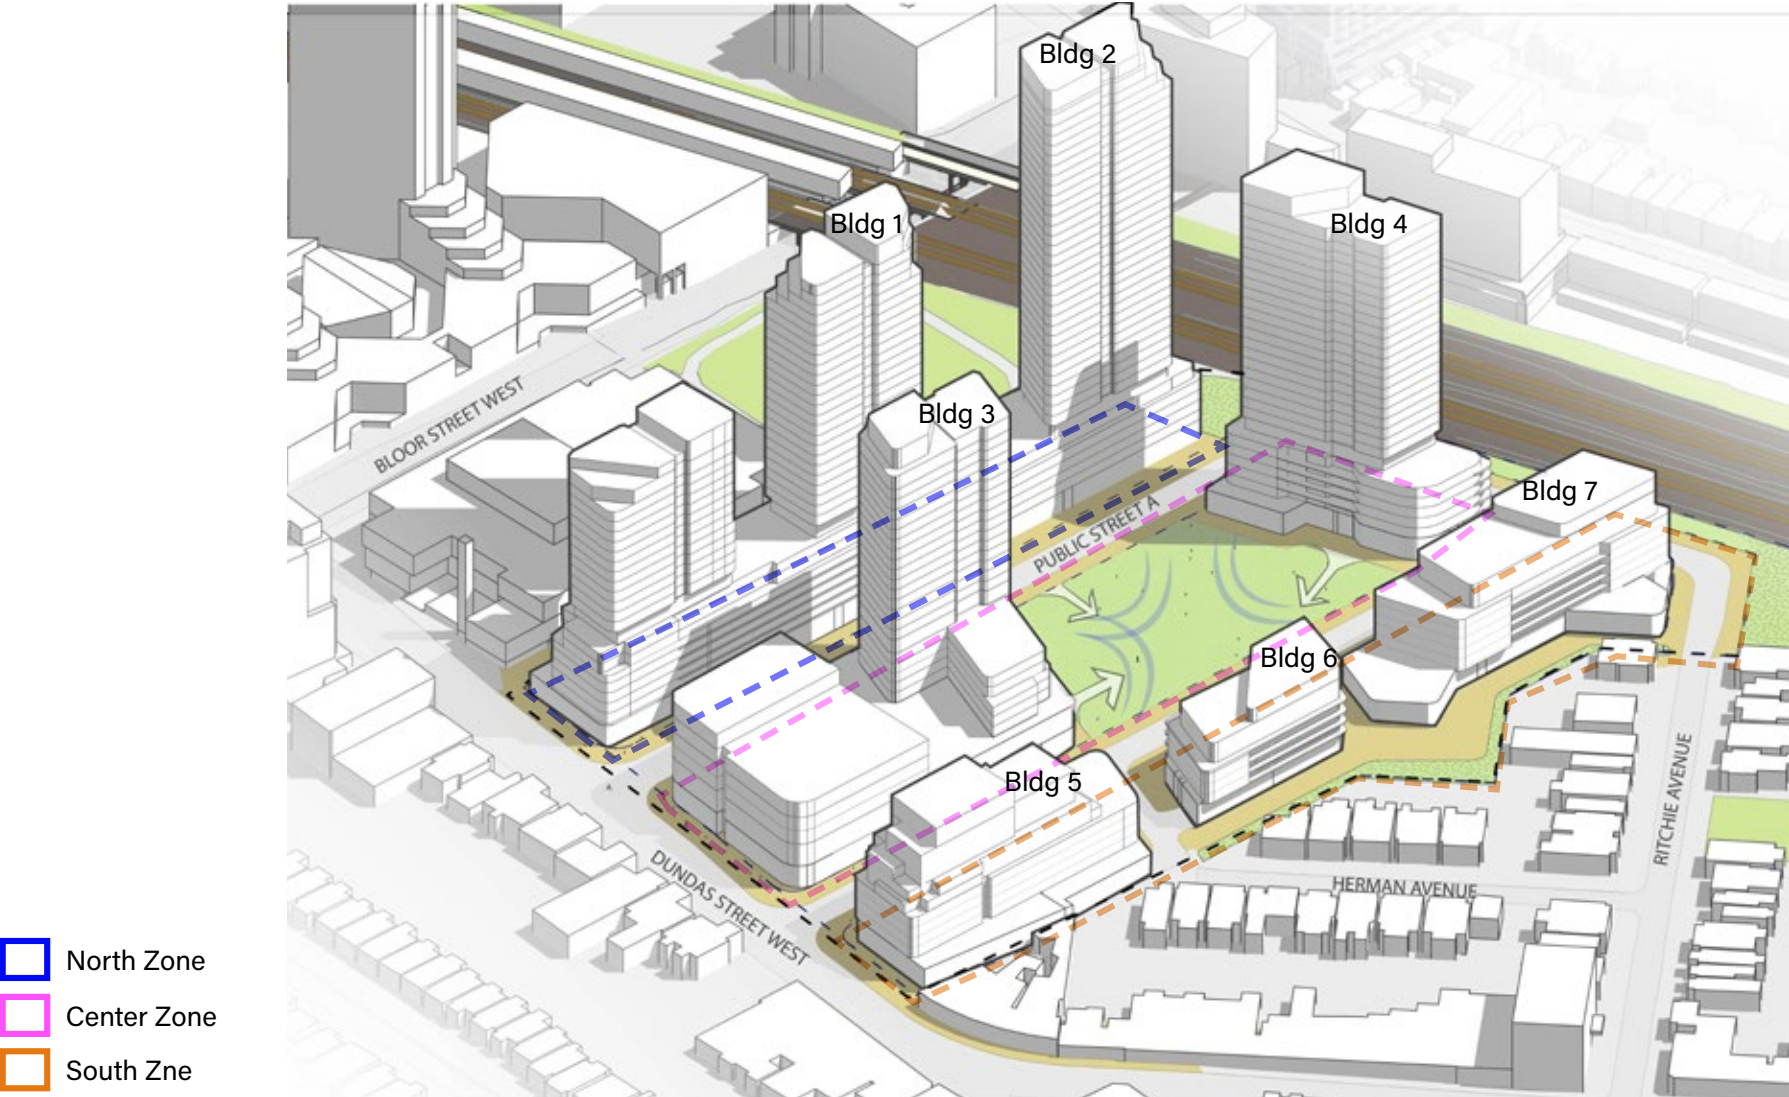 Bldg 2
Bldg 1
Bldg 4
Bldg 3
BLOOR STREET WEST
Bldg 7
PUBLIC STREET A
Bldg 6
Bldg 5
RITCHIE AVENUE
HERMAN AVENUE
DUNDAS STREET WEST
North Zone
Center Zone
South Zne